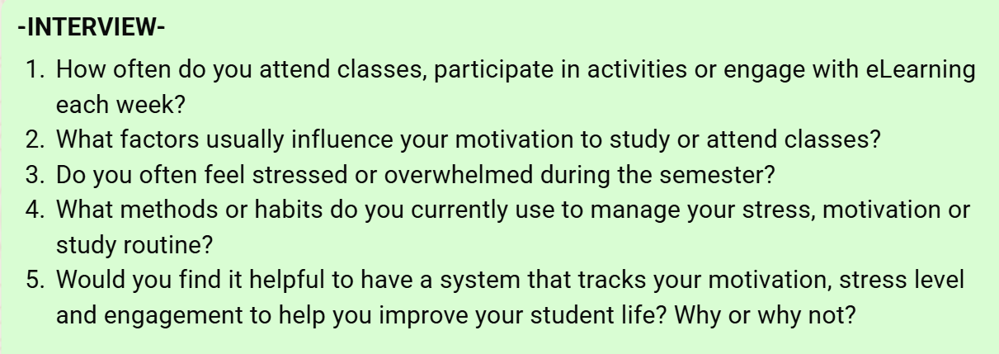 -INTERVIEW-
1. How often do you attend classes, participate in activities or engage with eLearning
each week?
2. What factors usually influence your motivation to study or attend classes?
3. Do you often feel stressed or overwhelmed during the semester?
4. What methods or habits do you currently use to manage your stress, motivation or
study routine?
5. Would you find it helpful to have a system that tracks your motivation, stress level
and engagement to help you improve your student life? Why or why not?